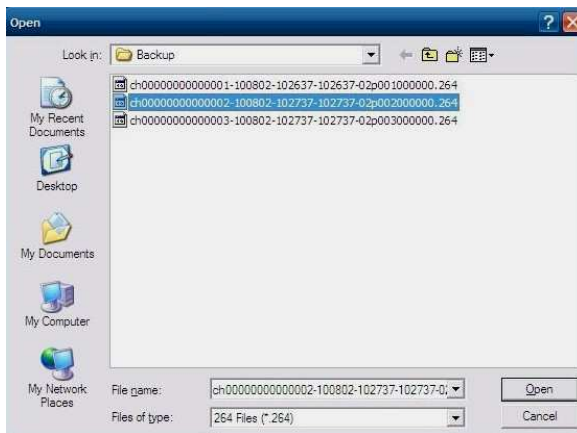 Open
Look in: Backup
ch0000000000001-100802-102637-102637-02p001000000.264
ch00000000000002-100802-102737-102737-02p002000000.264
ch0000000000003-100802-102737-102737-02p003000000.264
My Recent Documents
Desktop
My Documents
My Computer
My Network Places
File name: ch00000000000002-100802-102737-102737-0; Open
Files of type: 264 Files (*.264) Cancel